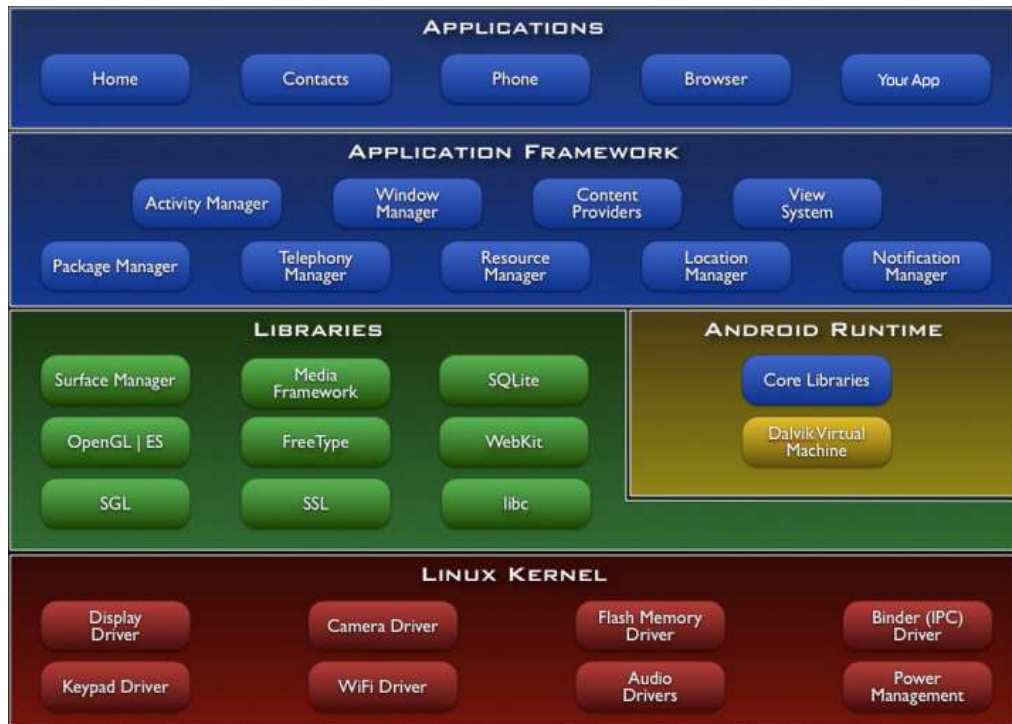 APPLICATIONS
Home
Contacts
Phone
Browser
Your App
APPLICATION FRAMEWORK
Activity Manager
Window
Manager
Content
Providers
View
System
Package Manager
Telephony
Manager
Resource
Manager
Location
Manager
Notification
Manager
LIBRARIES
Surface Manager
Media
Framework
SQLite
OpenGL | ES
FreeType
WebKit
SGL
SSL
libc
ANDROID RUNTIME
Core Libraries
Dalvik Virtual
Machine
LINUX KERNEL
Display
Driver
Camera Driver
Flash Memory
Driver
Binder (IPC)
Driver
Keypad Driver
WiFi Driver
Audio
Drivers
Power
Management